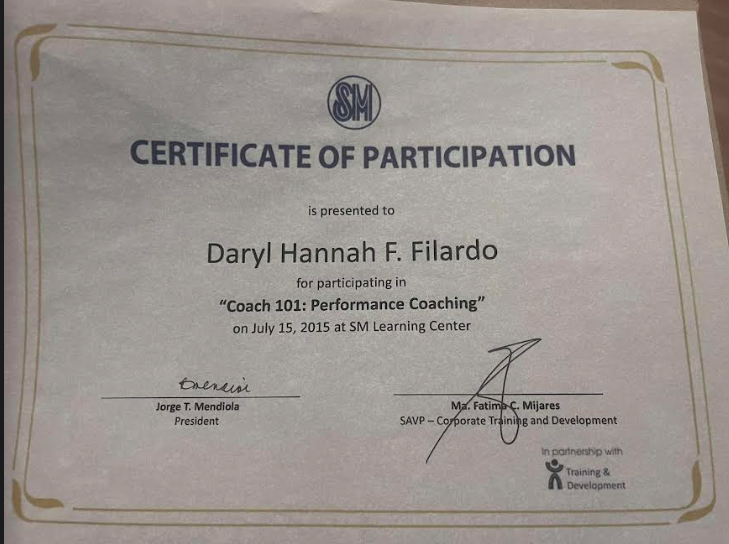 SM
CERTIFICATE OF PARTICIPATION
is presented to
Daryl Hannah F. Filardo
for participating in
“Coach 101: Performance Coaching”
on July 15, 2015 at SM Learning Center
Jorge T. Mendiola
President
Ma. Fatima C. Mijares
SAVP – Corporate Training and Development
In partnership with
Training &
Development